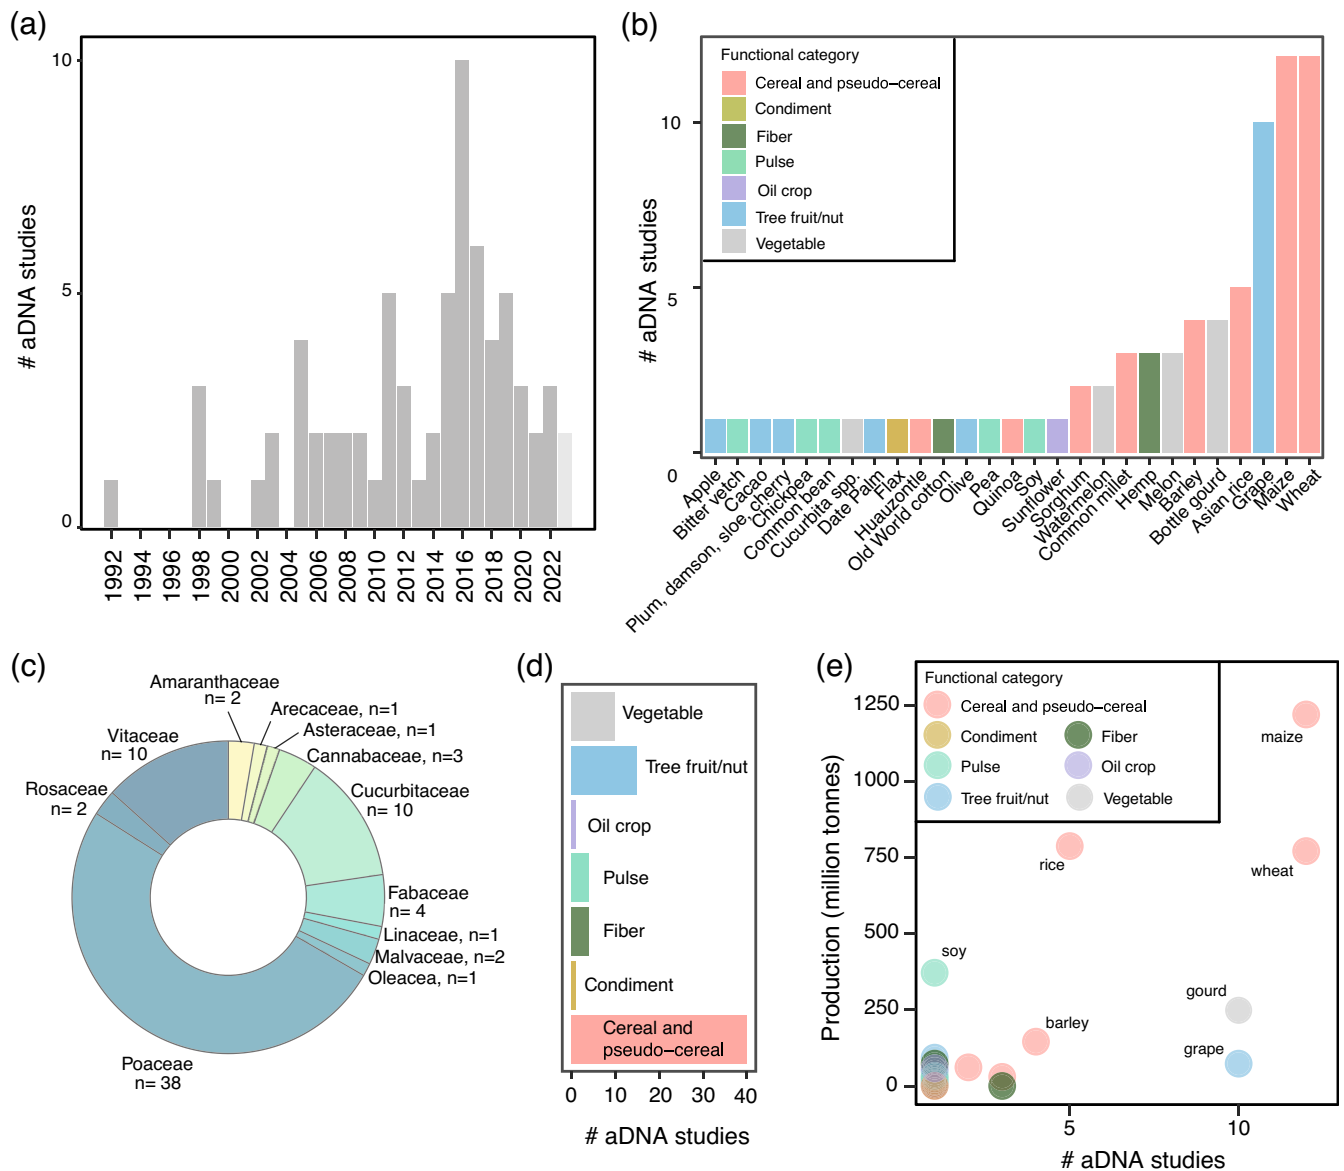 (a)
# aDNA studies
10
5
0
1992
1994
1996
1998
2000
2002
2004
2006
2008
2010
2012
2014
2016
2018
2020
2022
(b)
# aDNA studies
10
5
0
Functional category
Cereal and pseudo−cereal
Condiment
Fiber
Pulse
Oil crop
Tree fruit/nut
Vegetable
Apple
Bitter vetch
Cacao
Plum, damson, sloe, cherry
Chickpea
Common bean
Cucurbita spp.
Date Palm
Flax
Huauzontle
Old World cotton
Olive
Pea
Quinoa
Soy
Sunflower
Sorghum
Watermelon
Common millet
Hemp
Melon
Barley
Bottle gourd
Asian rice
Grape
Maize
Wheat
(c)
Amaranthaceae
n= 2
Arecaceae, n=1
Asteraceae, n=1
Cannabaceae, n=3
Cucurbitaceae
n= 10
Fabaceae
n= 4
Linaceae, n=1
Malvaceae, n=2
Oleacea, n=1
Poaceae
n= 38
Rosaceae
n= 2
Vitaceae
n= 10
(d)
Vegetable
Tree fruit/nut
Oil crop
Pulse
Fiber
Condiment
Cereal and
pseudo−cereal
0 10 20 30 40
# aDNA studies
(e)
Production (million tonnes)
1250
1000
750
500
250
0
Functional category
Cereal and pseudo−cereal
Condiment
Fiber
Pulse
Oil crop
Tree fruit/nut
Vegetable
maize
rice
wheat
soy
gourd
barley
grape
5 10
# aDNA studies